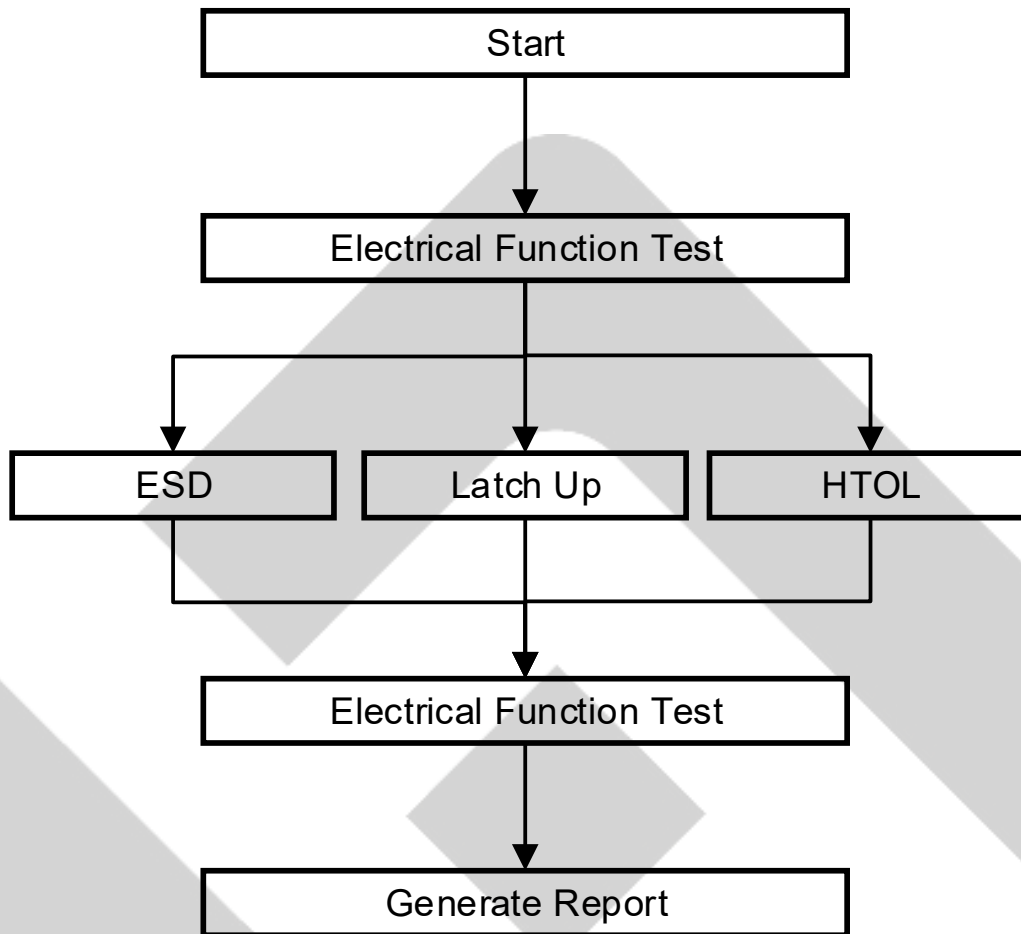 Start
Electrical Function Test
ESD
Latch Up
HTOL
Electrical Function Test
Generate Report